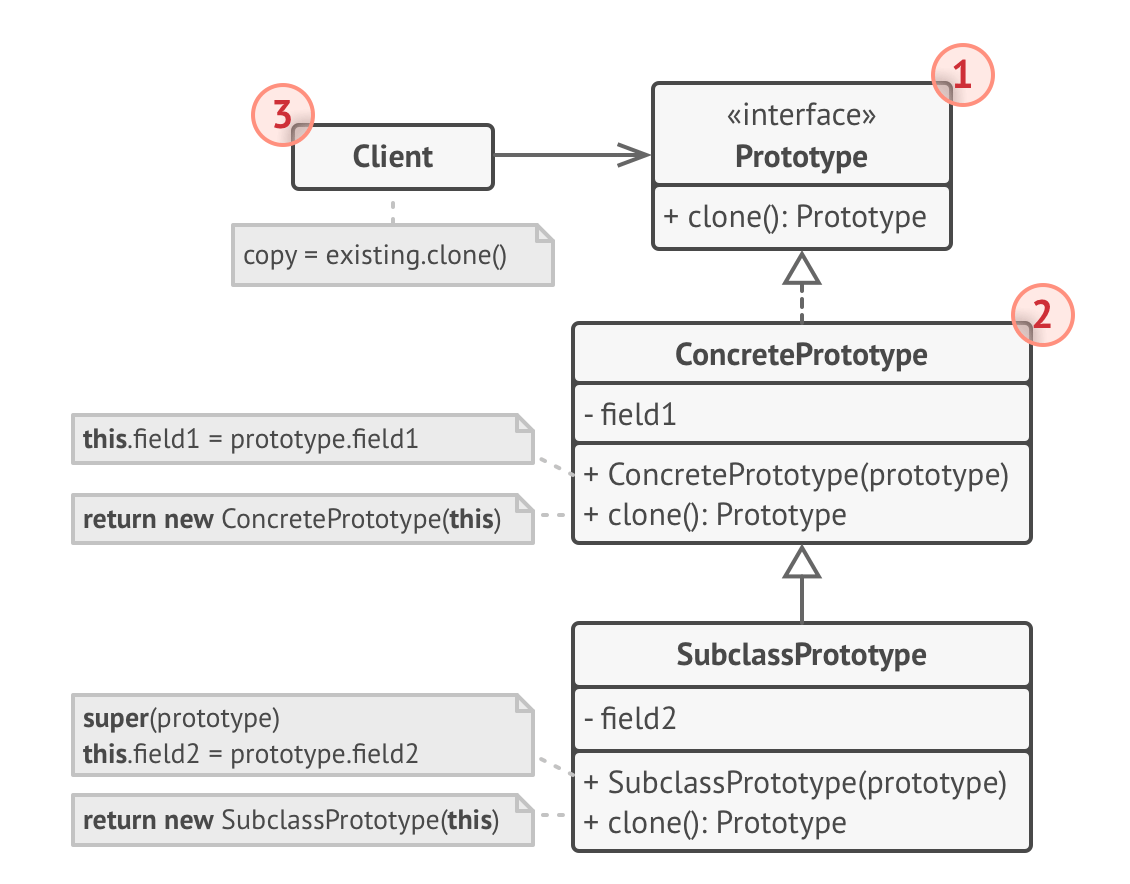 1
«interface»
Prototype
+ clone(): Prototype
3
Client
copy = existing.clone()
2
ConcretePrototype
- field1
+ ConcretePrototype(prototype)
+ clone(): Prototype
this.field1 = prototype.field1
return new ConcretePrototype(this)
SubclassPrototype
- field2
+ SubclassPrototype(prototype)
+ clone(): Prototype
super(prototype)
this.field2 = prototype.field2
return new SubclassPrototype(this)